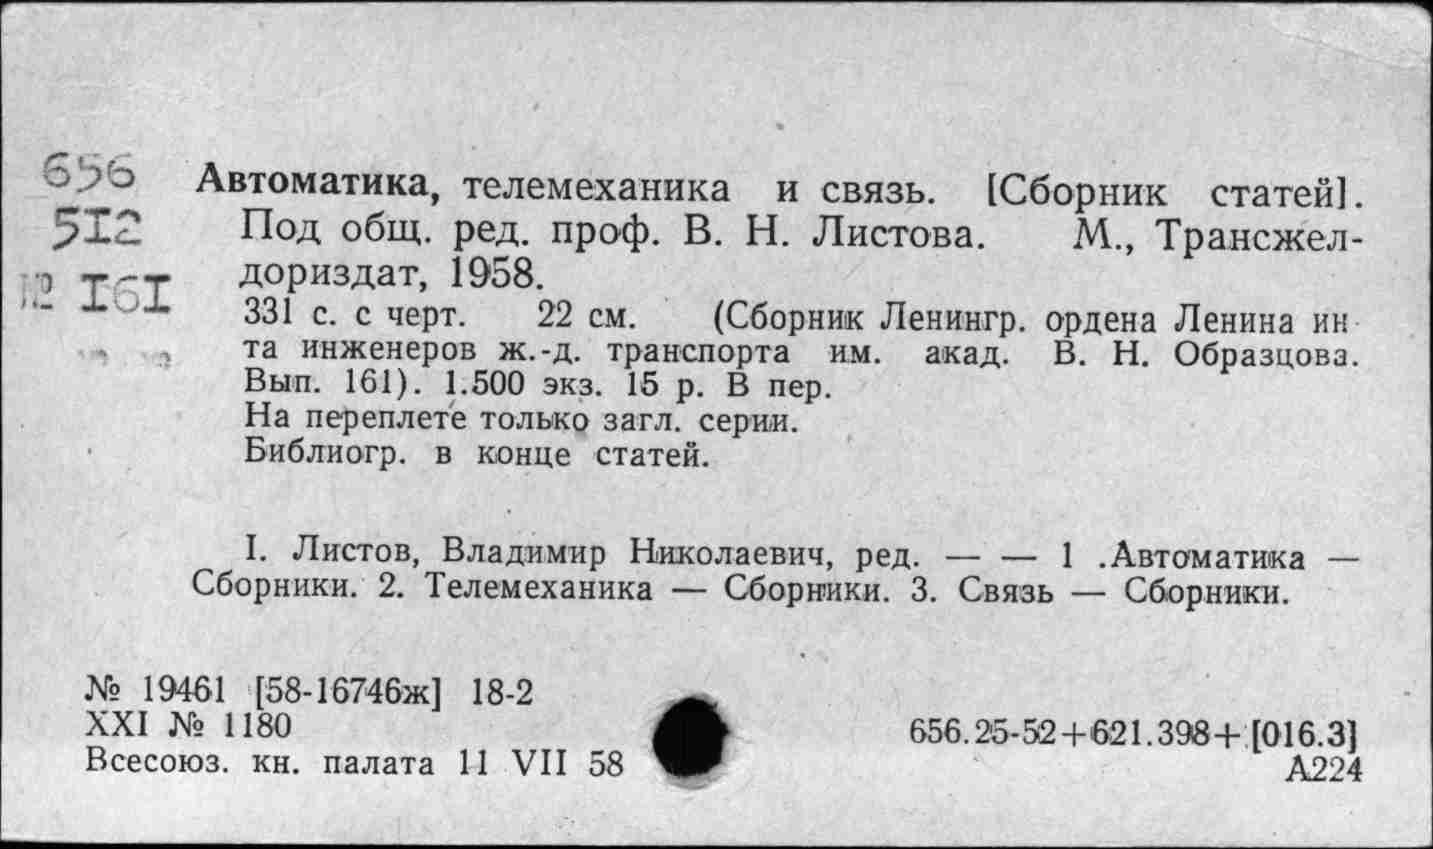 656 Автоматика, телемеханика и связь. [Сборник статей].
512 Под общ. ред. проф. В. Н. Листова. М., Трансжел-
161 дориздат, 1958.
331 с. с черт. 22 см. (Сборник Ленингр. ордена Ленина ин
та инженеров ж.-д. транспорта им. акад. В. Н. Образцова.
Вып. 161). 1.500 экз. 15 р. В пер.
На переплете только загл. серии.
Библиогр. в конце статей.
I. Листов, Владимир Николаевич, ред. — — 1 .Автоматика —
Сборники. 2. Телемеханика — Сборники. 3. Связь — Сборники.
№ 19461 [58-16746ж] 18-2
XXI № 1180
656.25-52+621.398+[016.3]
Всесоюз. кн. палата 11 VII 58
А224